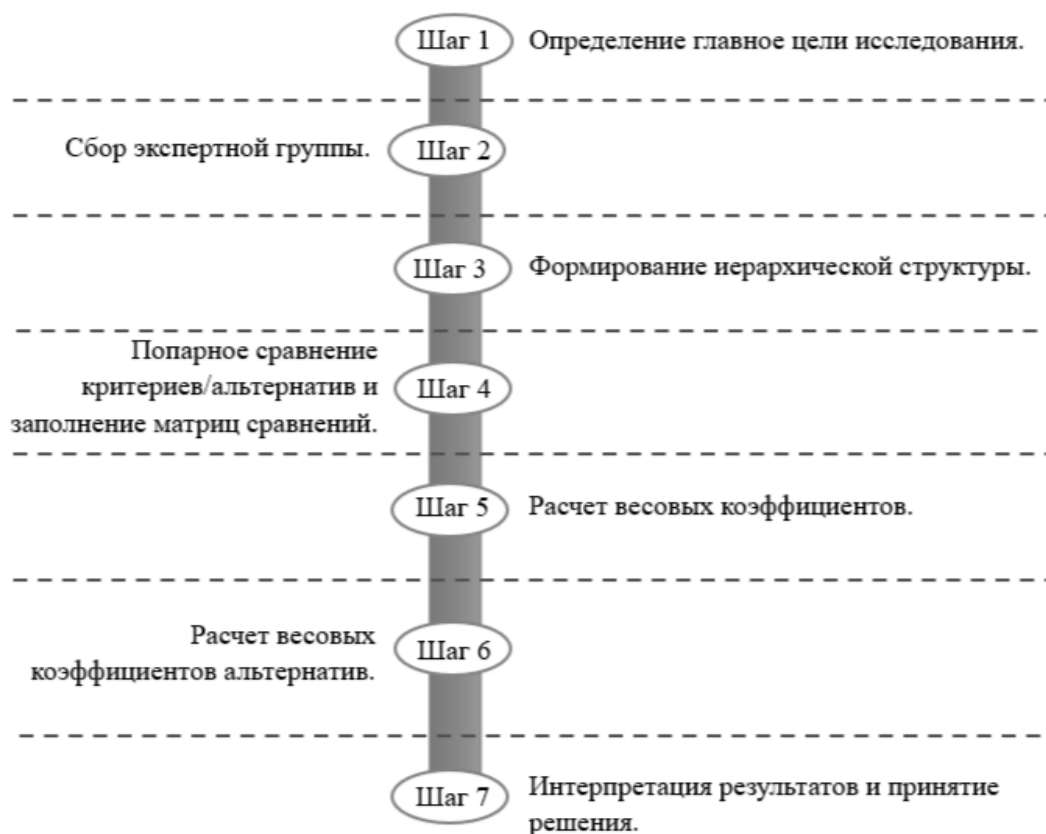 Шаг 1 Определение главное цели исследования.
Сбор экспертной группы. Шаг 2
Шаг 3 Формирование иерархической структуры.
Попарное сравнение
критериев/альтернатив и
заполнение матриц сравнений.
Шаг 4
Шаг 5 Расчет весовых коэффициентов.
Расчет весовых
коэффициентов альтернатив.
Шаг 6
Шаг 7
Интерпретация результатов и принятие
решения.